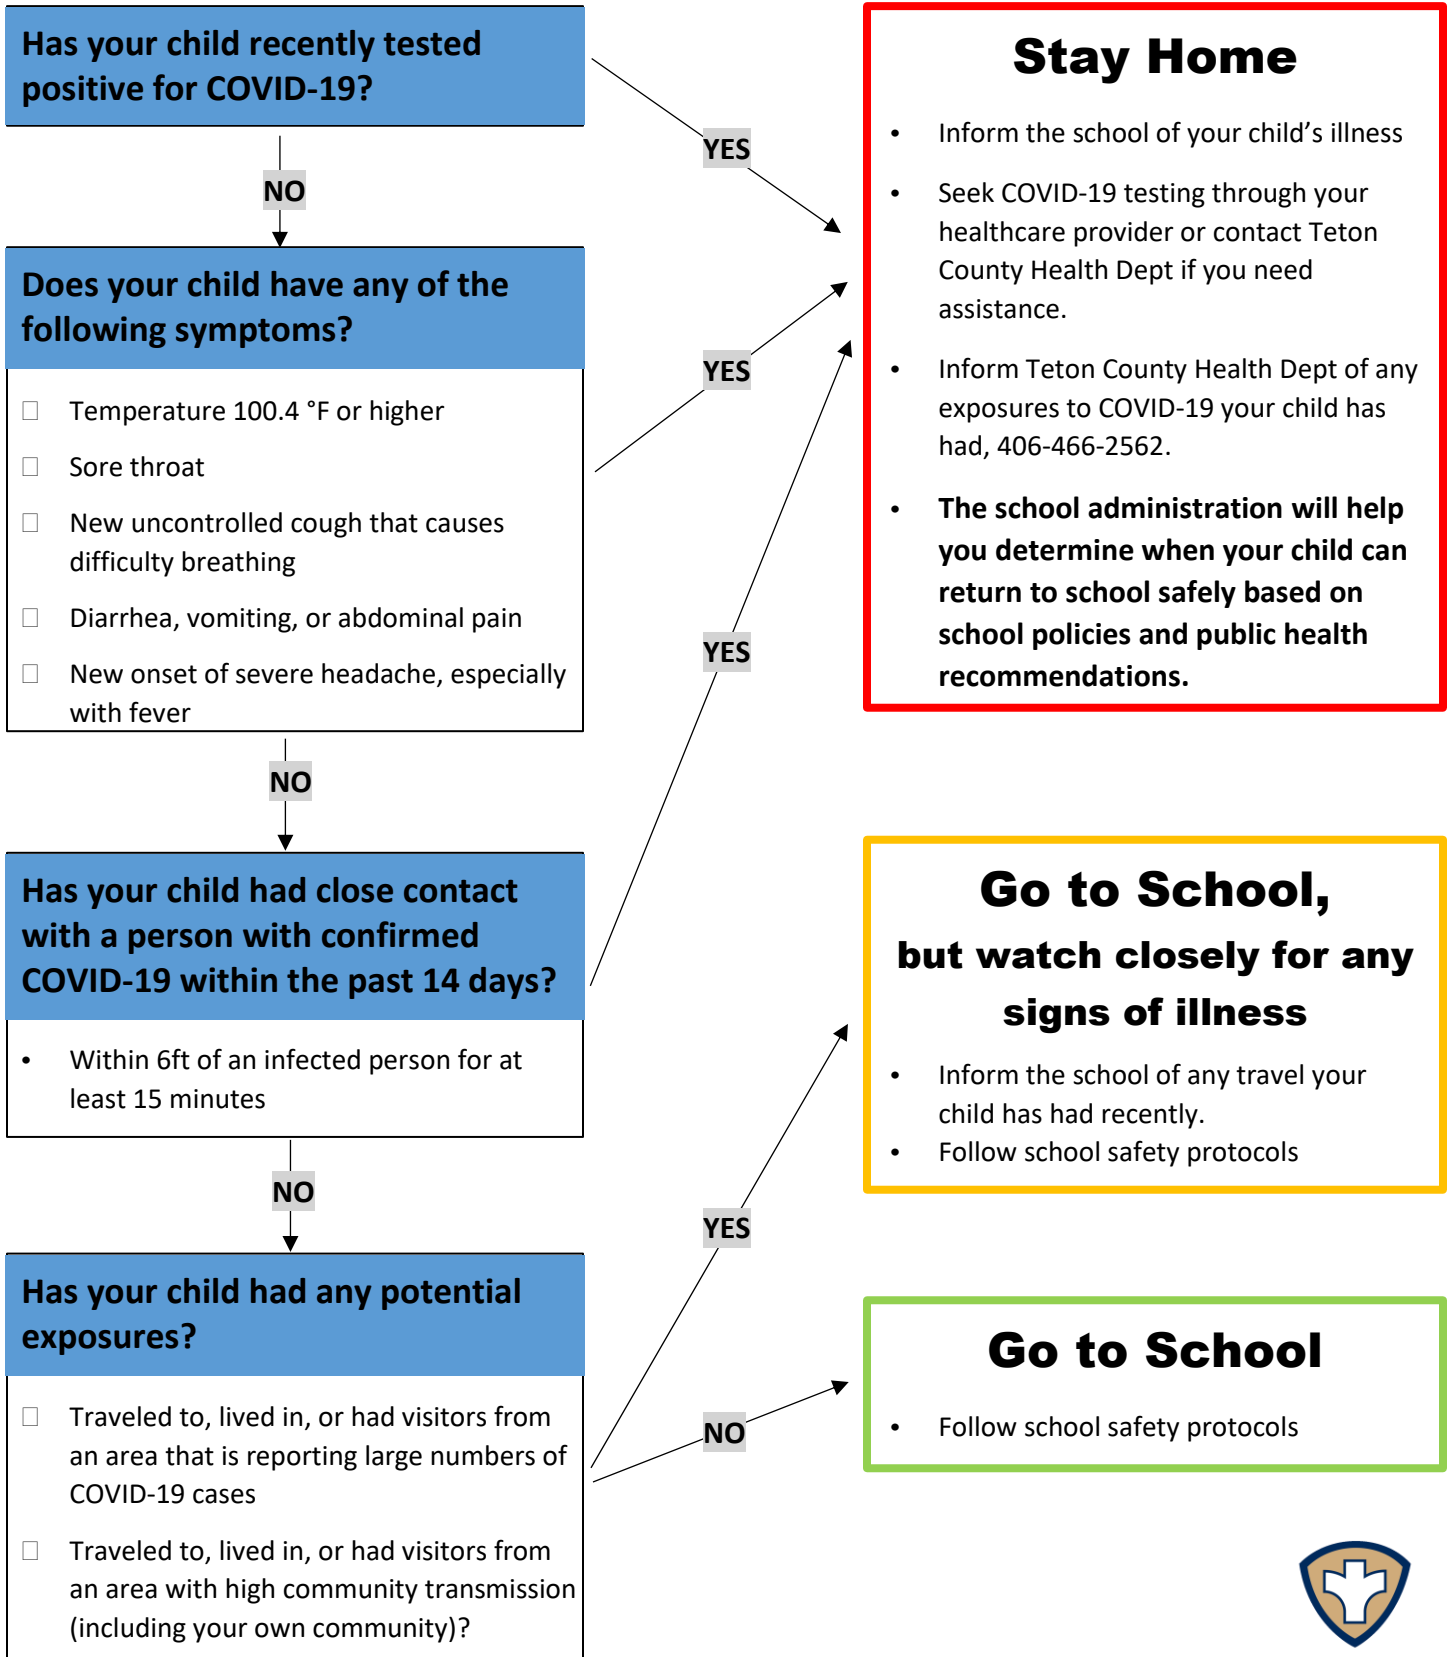 Has your child recently tested
positive for COVID-19?
YES
NO
Does your child have any of the
following symptoms?
☐ Temperature 100.4 °F or higher
☐ Sore throat
☐ New uncontrolled cough that causes
difficulty breathing
☐ Diarrhea, vomiting, or abdominal pain
☐ New onset of severe headache, especially
with fever
YES
NO
Has your child had close contact
with a person with confirmed
COVID-19 within the past 14 days?
• Within 6ft of an infected person for at
least 15 minutes
YES
NO
Has your child had any potential
exposures?
☐ Traveled to, lived in, or had visitors from
an area that is reporting large numbers of
COVID-19 cases
☐ Traveled to, lived in, or had visitors from
an area with high community transmission
(including your own community)?
YES
NO
Stay Home
• Inform the school of your child’s illness
• Seek COVID-19 testing through your
healthcare provider or contact Teton
County Health Dept if you need
assistance.
• Inform Teton County Health Dept of any
exposures to COVID-19 your child has
had, 406-466-2562.
• The school administration will help
you determine when your child can
return to school safely based on
school policies and public health
recommendations.
Go to School,
but watch closely for any
signs of illness
• Inform the school of any travel your
child has had recently.
• Follow school safety protocols
Go to School
• Follow school safety protocols